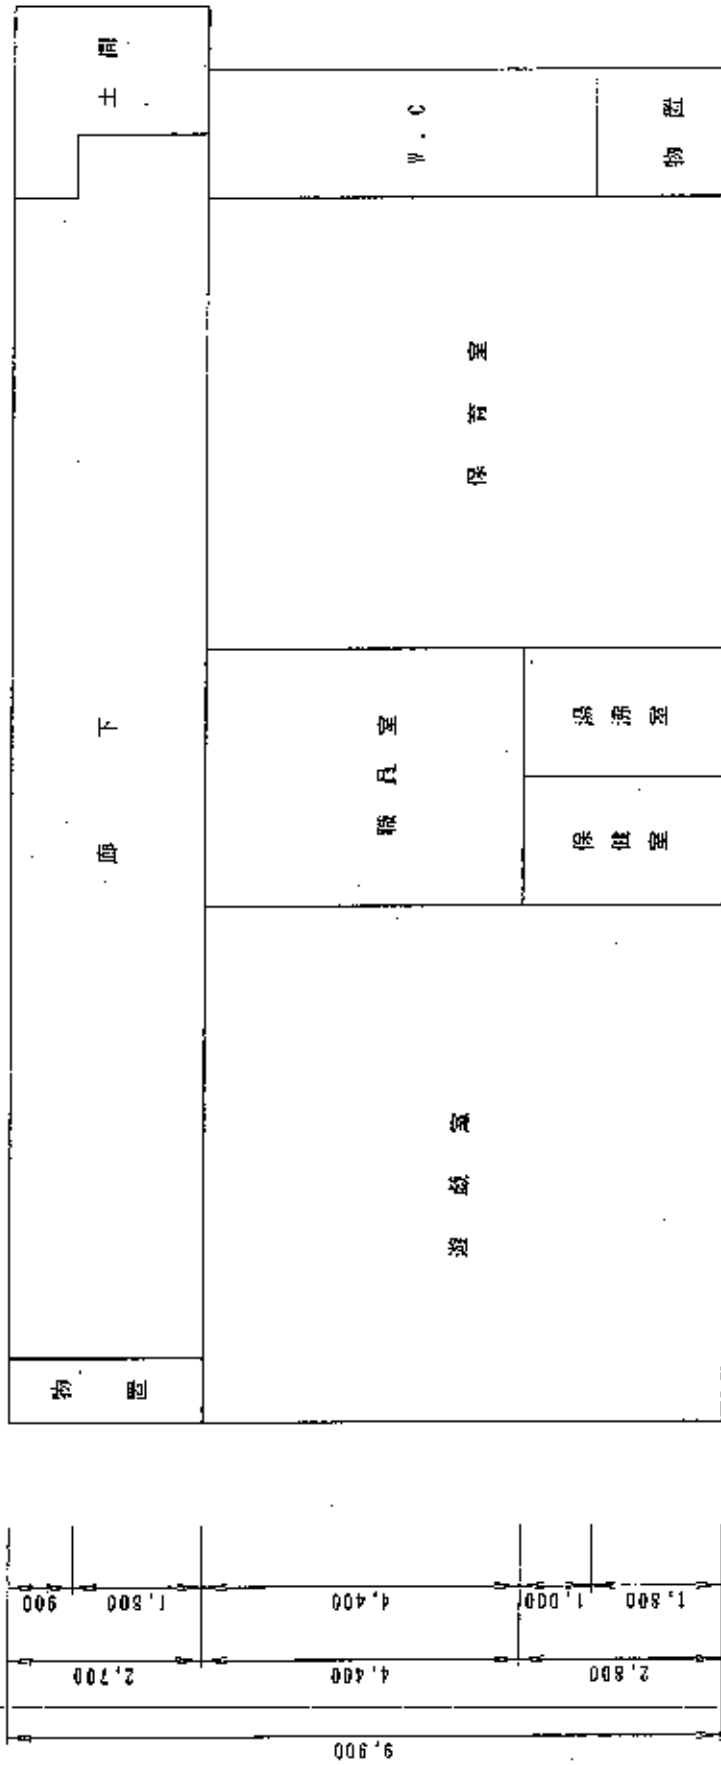 土間
W.C
物置
保育室
廊下
職員室
湯沸室
保健室
遊戯室
物置
900
1,800
4,400
1,000
1,800
2,700
4,400
2,800
9,900